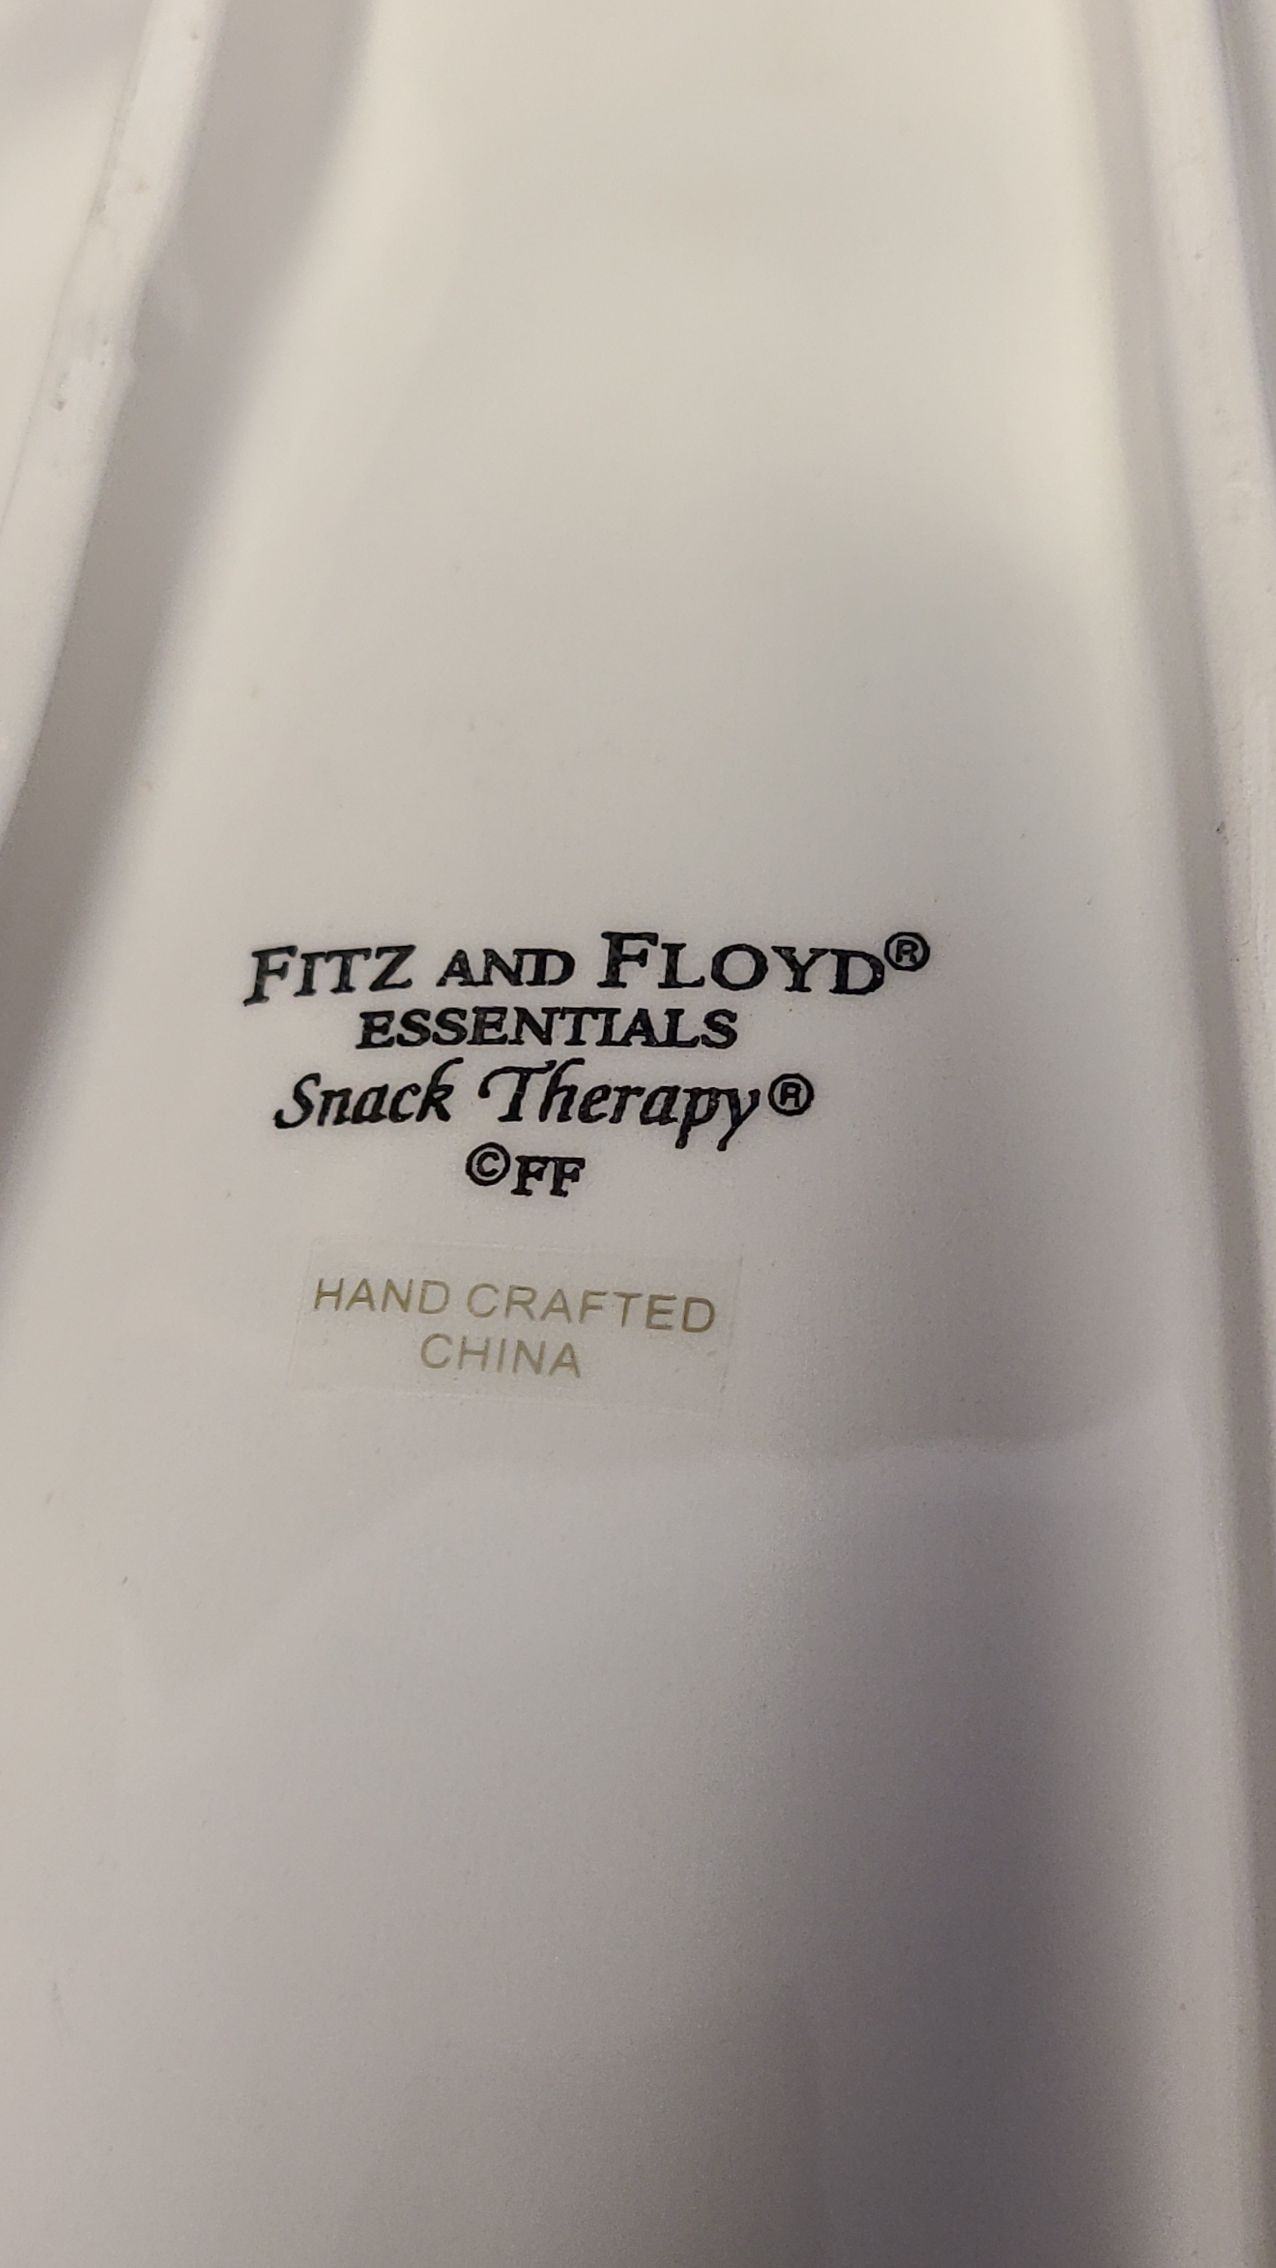 FITZ AND FLOYD®
ESSENTIALS
Snack Therapy®
©FF
HAND CRAFTED
CHINA